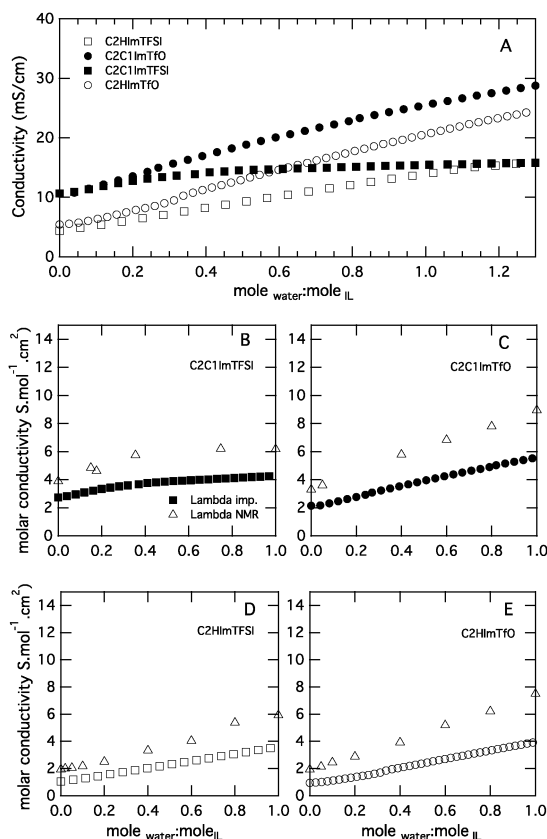 40
30
20
10
0
Conductivity (mS/cm)
C2HImTFSI
C2C1ImTfO
C2C1ImTFSI
C2HImTfO
A
0.0 0.2 0.4 0.6 0.8 1.0 1.2
mole water:mole IL
molar conductivity S.mol-1.cm2)
14
12
10
8
6
4
2
0
B
C2C1ImTFSI
Lambda imp.
Lambda NMR
0.0 0.2 0.4 0.6 0.8 1.0
14
12
10
8
6
4
2
0
C
C2C1ImTfO
0.0 0.2 0.4 0.6 0.8 1.0
molar conductivity S.mol-1.cm2)
14
12
10
8
6
4
2
0
D
C2HImTFSI
0.0 0.2 0.4 0.6 0.8 1.0
mole water:moleIL
14
12
10
8
6
4
2
0
E
C2HImTfO
0.0 0.2 0.4 0.6 0.8 1.0
mole water:moleIL